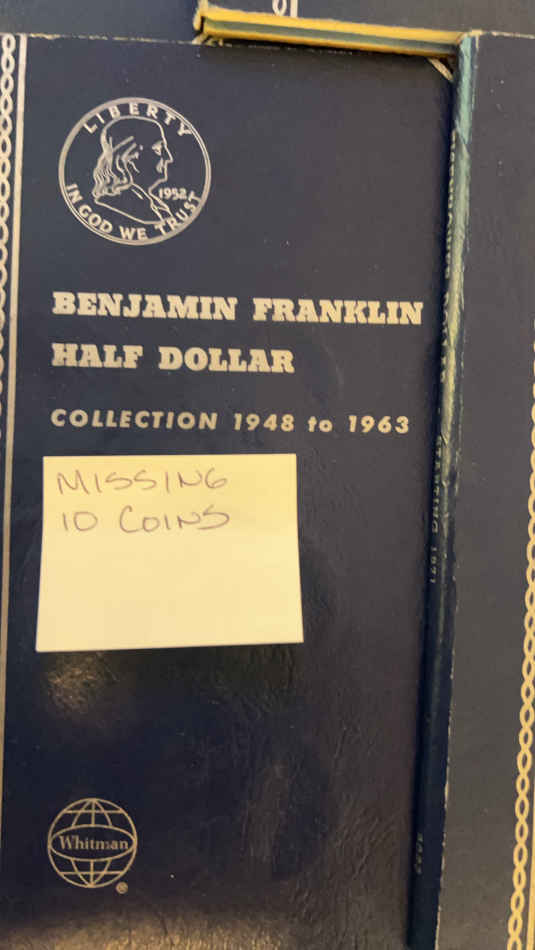 LIBERTY
1952
IN GOD WE TRUST
BENJAMIN FRANKLIN
HALF DOLLAR
COLLECTION 1948 to 1963
MISSING
10 COINS
Whitman
®